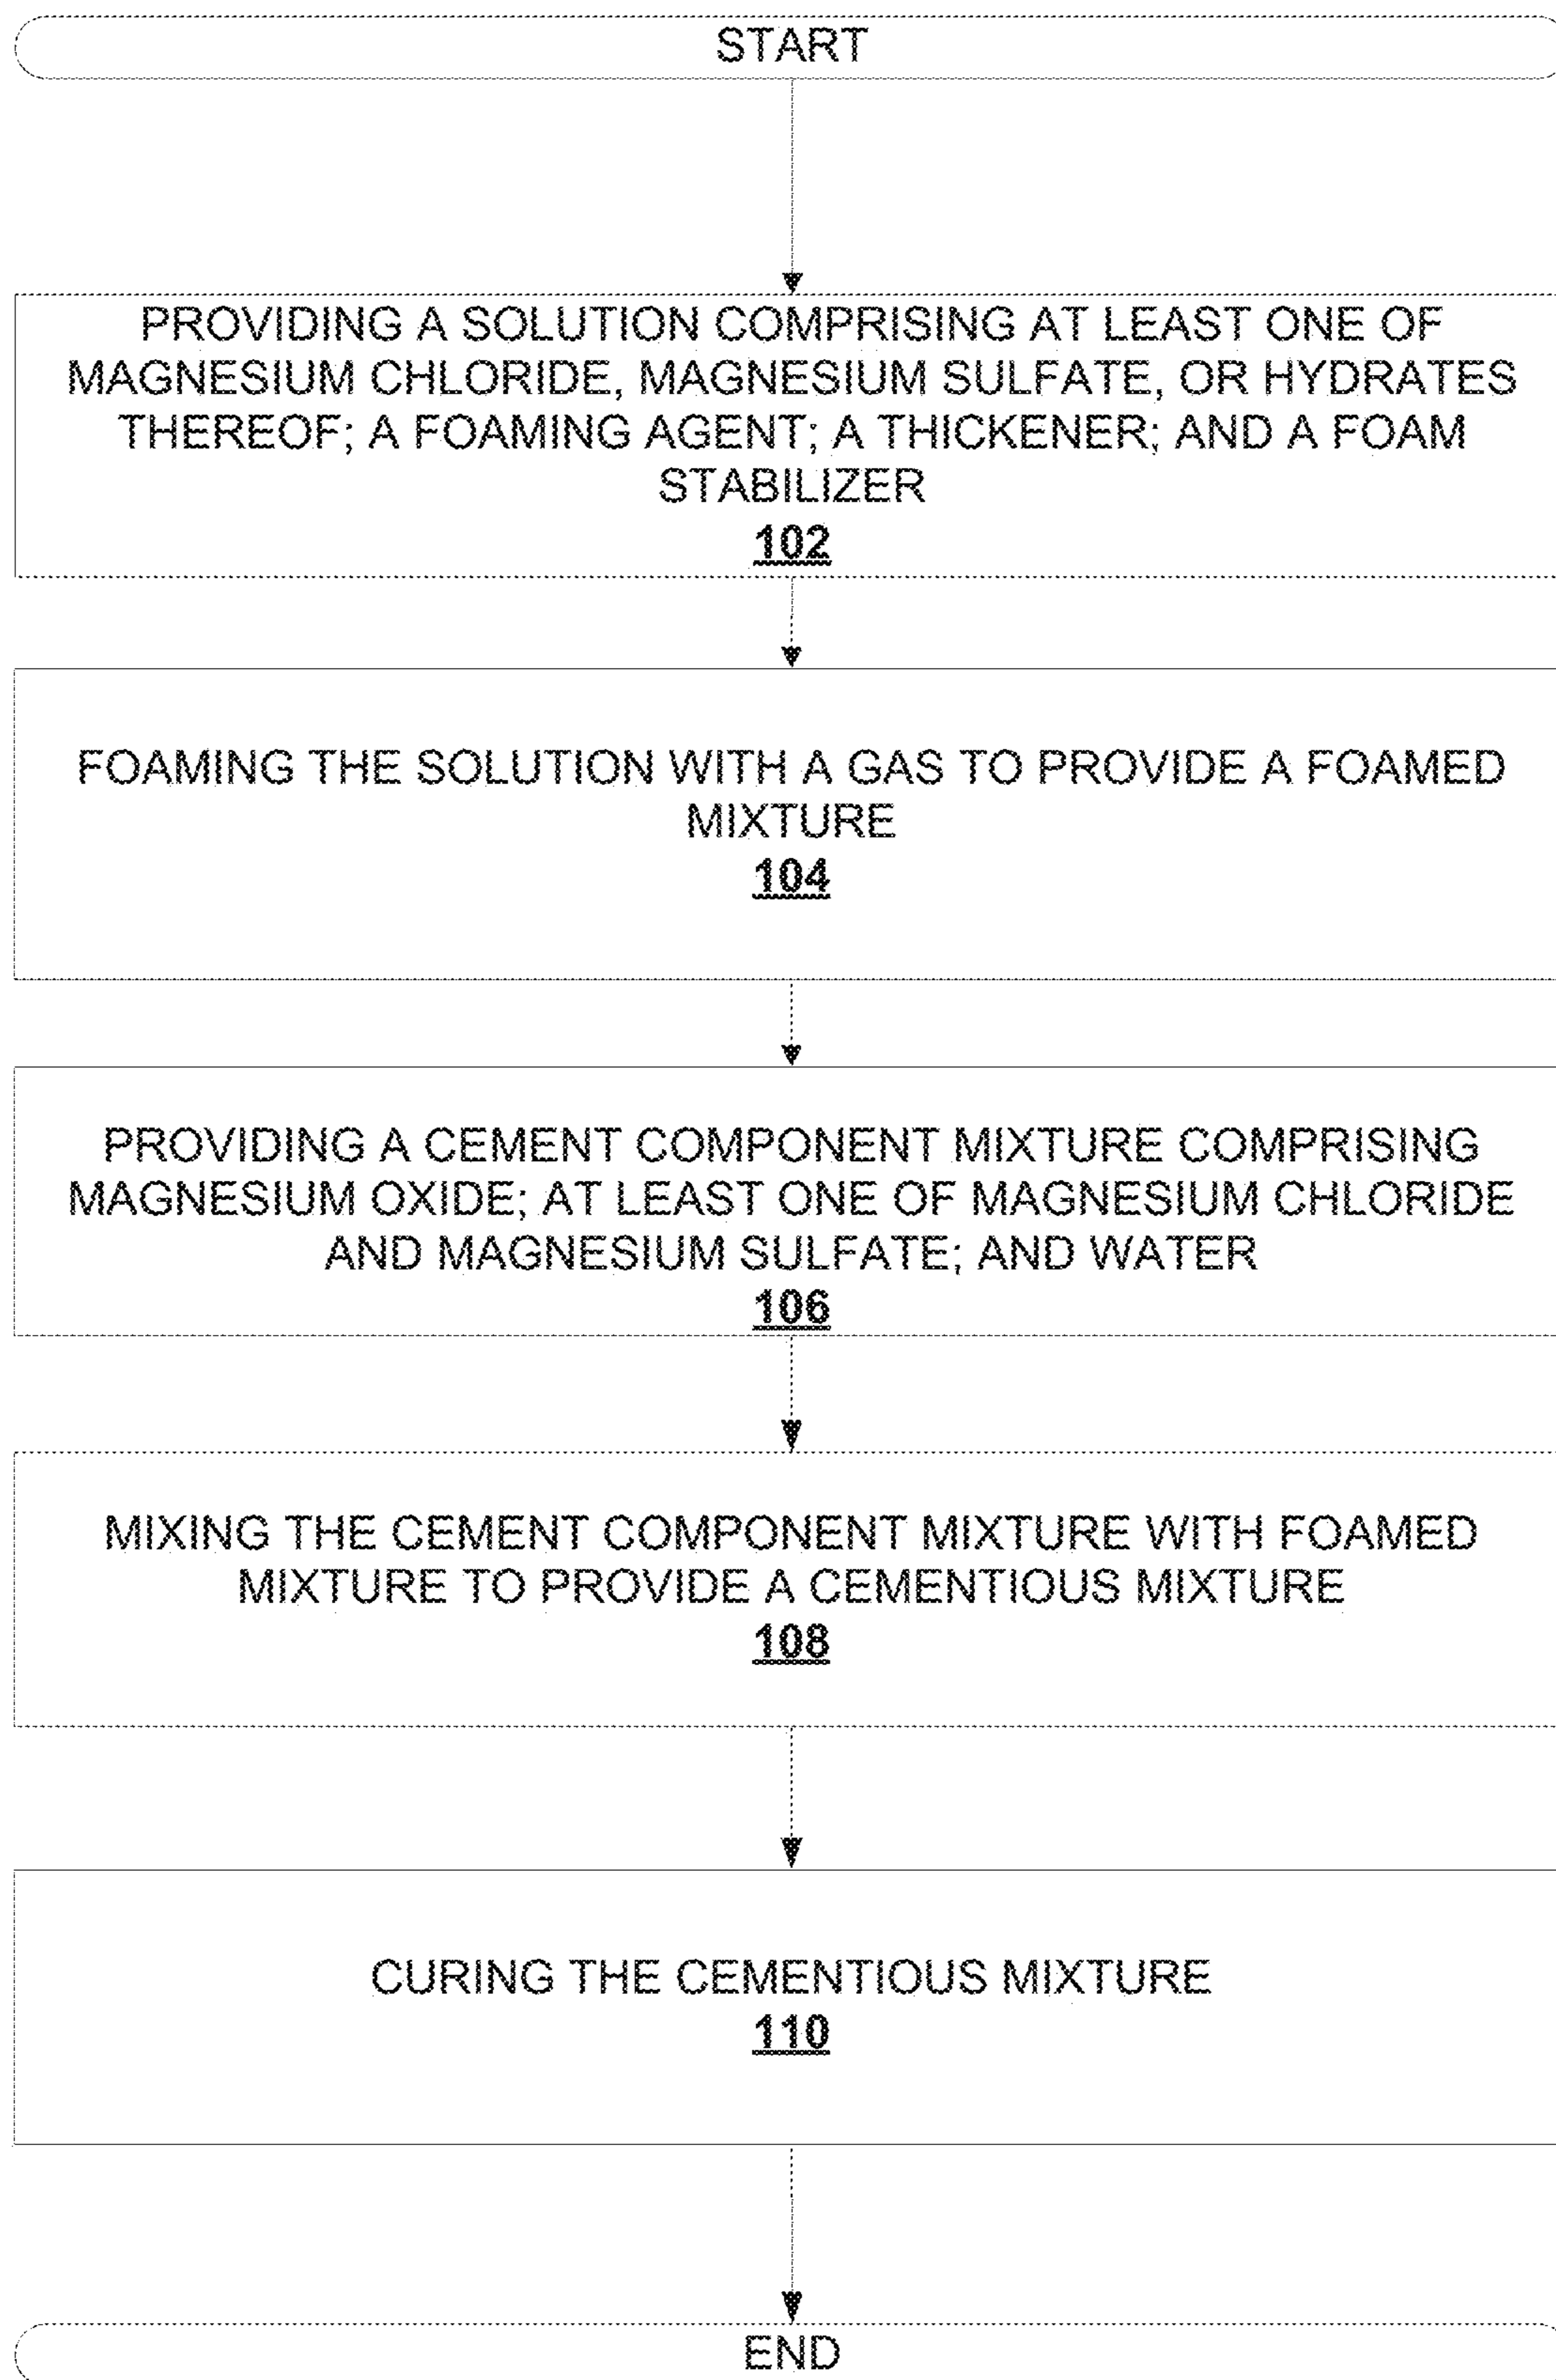 START
PROVIDING A SOLUTION COMPRISING AT LEAST ONE OF
MAGNESIUM CHLORIDE, MAGNESIUM SULFATE, OR HYDRATES
THEREOF; A FOAMING AGENT; A THICKENER; AND A FOAM
STABILIZER
102
FOAMING THE SOLUTION WITH A GAS TO PROVIDE A FOAMED
MIXTURE
104
PROVIDING A CEMENT COMPONENT MIXTURE COMPRISING
MAGNESIUM OXIDE; AT LEAST ONE OF MAGNESIUM CHLORIDE
AND MAGNESIUM SULFATE; AND WATER
106
MIXING THE CEMENT COMPONENT MIXTURE WITH FOAMED
MIXTURE TO PROVIDE A CEMENTIOUS MIXTURE
108
CURING THE CEMENTIOUS MIXTURE
110
END